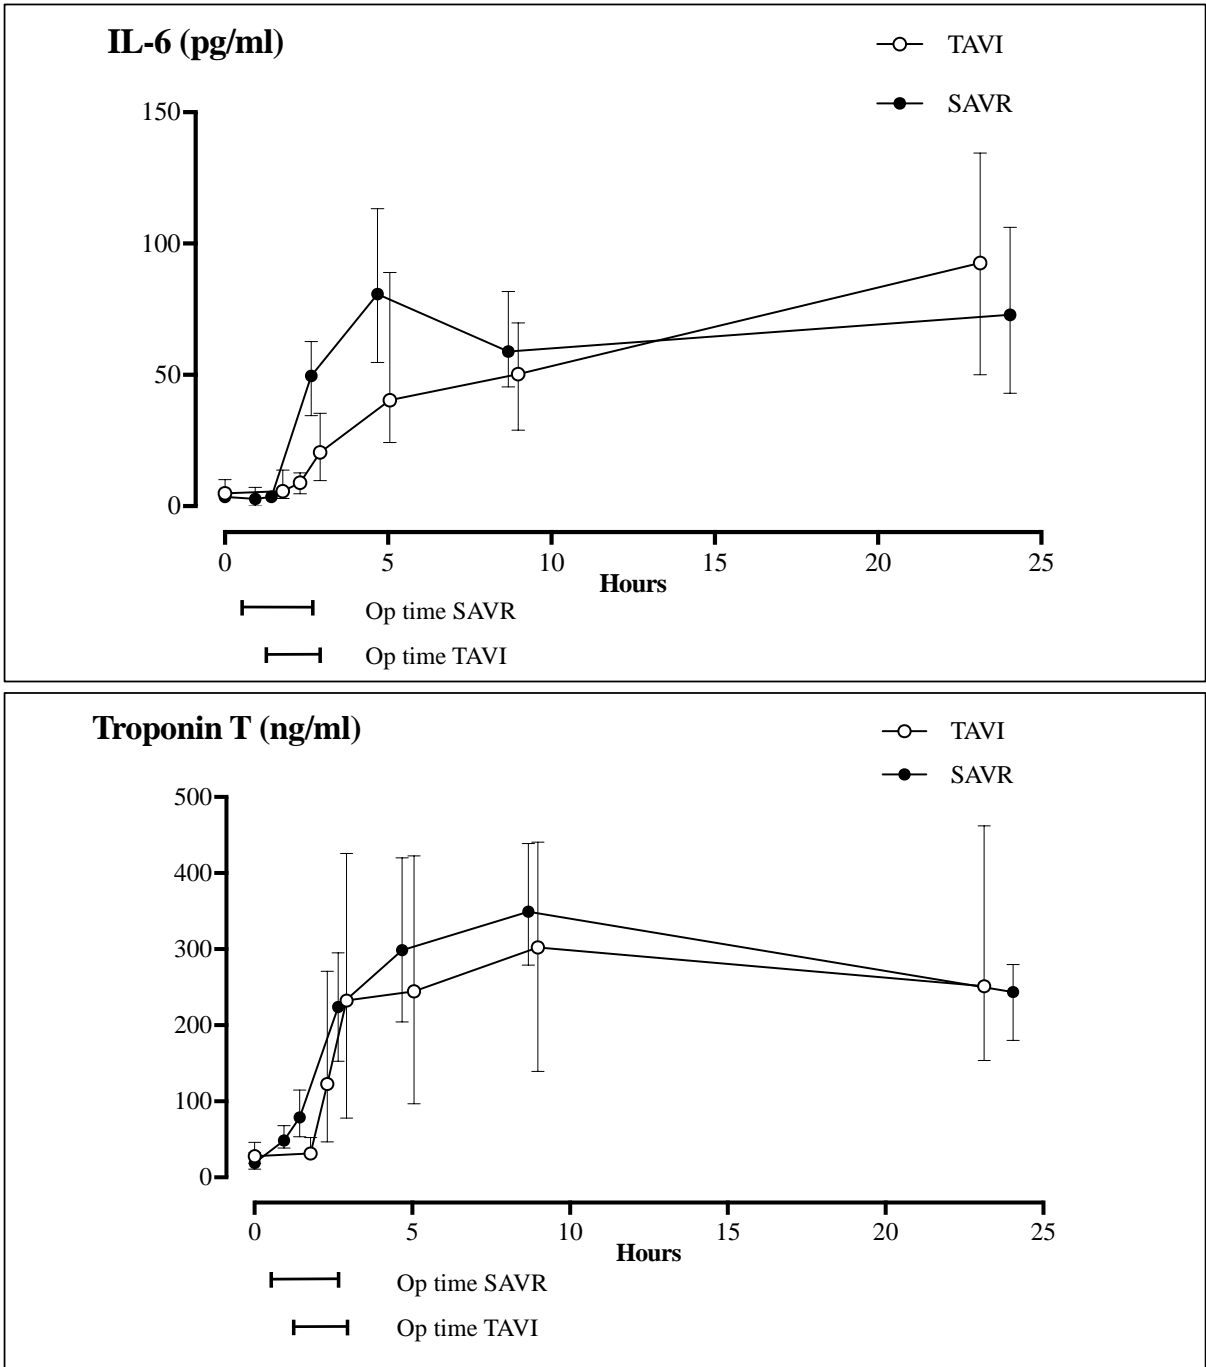 IL-6 (pg/ml)
TAVI
SAVR
150
100
50
0
0 5 10 15 20 25
Hours
Op time SAVR
Op time TAVI
Troponin T (ng/ml)
TAVI
SAVR
500
400
300
200
100
0
0 5 10 15 20 25
Hours
Op time SAVR
Op time TAVI